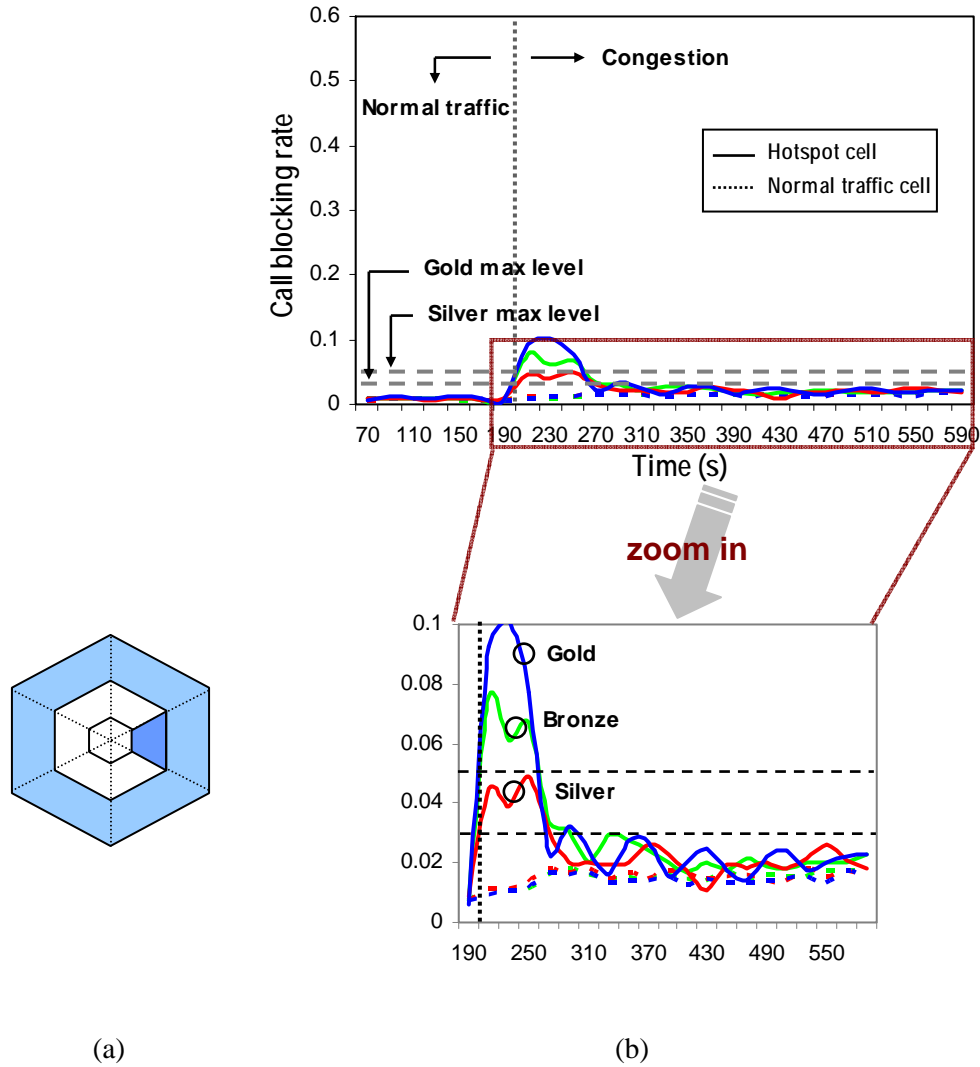 0.6
0.5
0.4
0.3
0.2
0.1
0
Call blocking rate
Congestion
Normal traffic
Hotspot cell
Normal traffic cell
Gold max level
Silver max level
70 110 150 190 230 270 310 350 390 430 470 510 550 590
Time (s)
zoom in
0.1
0.08
0.06
0.04
0.02
0
Gold
Bronze
Silver
190 250 310 370 430 490 550
(a) (b)